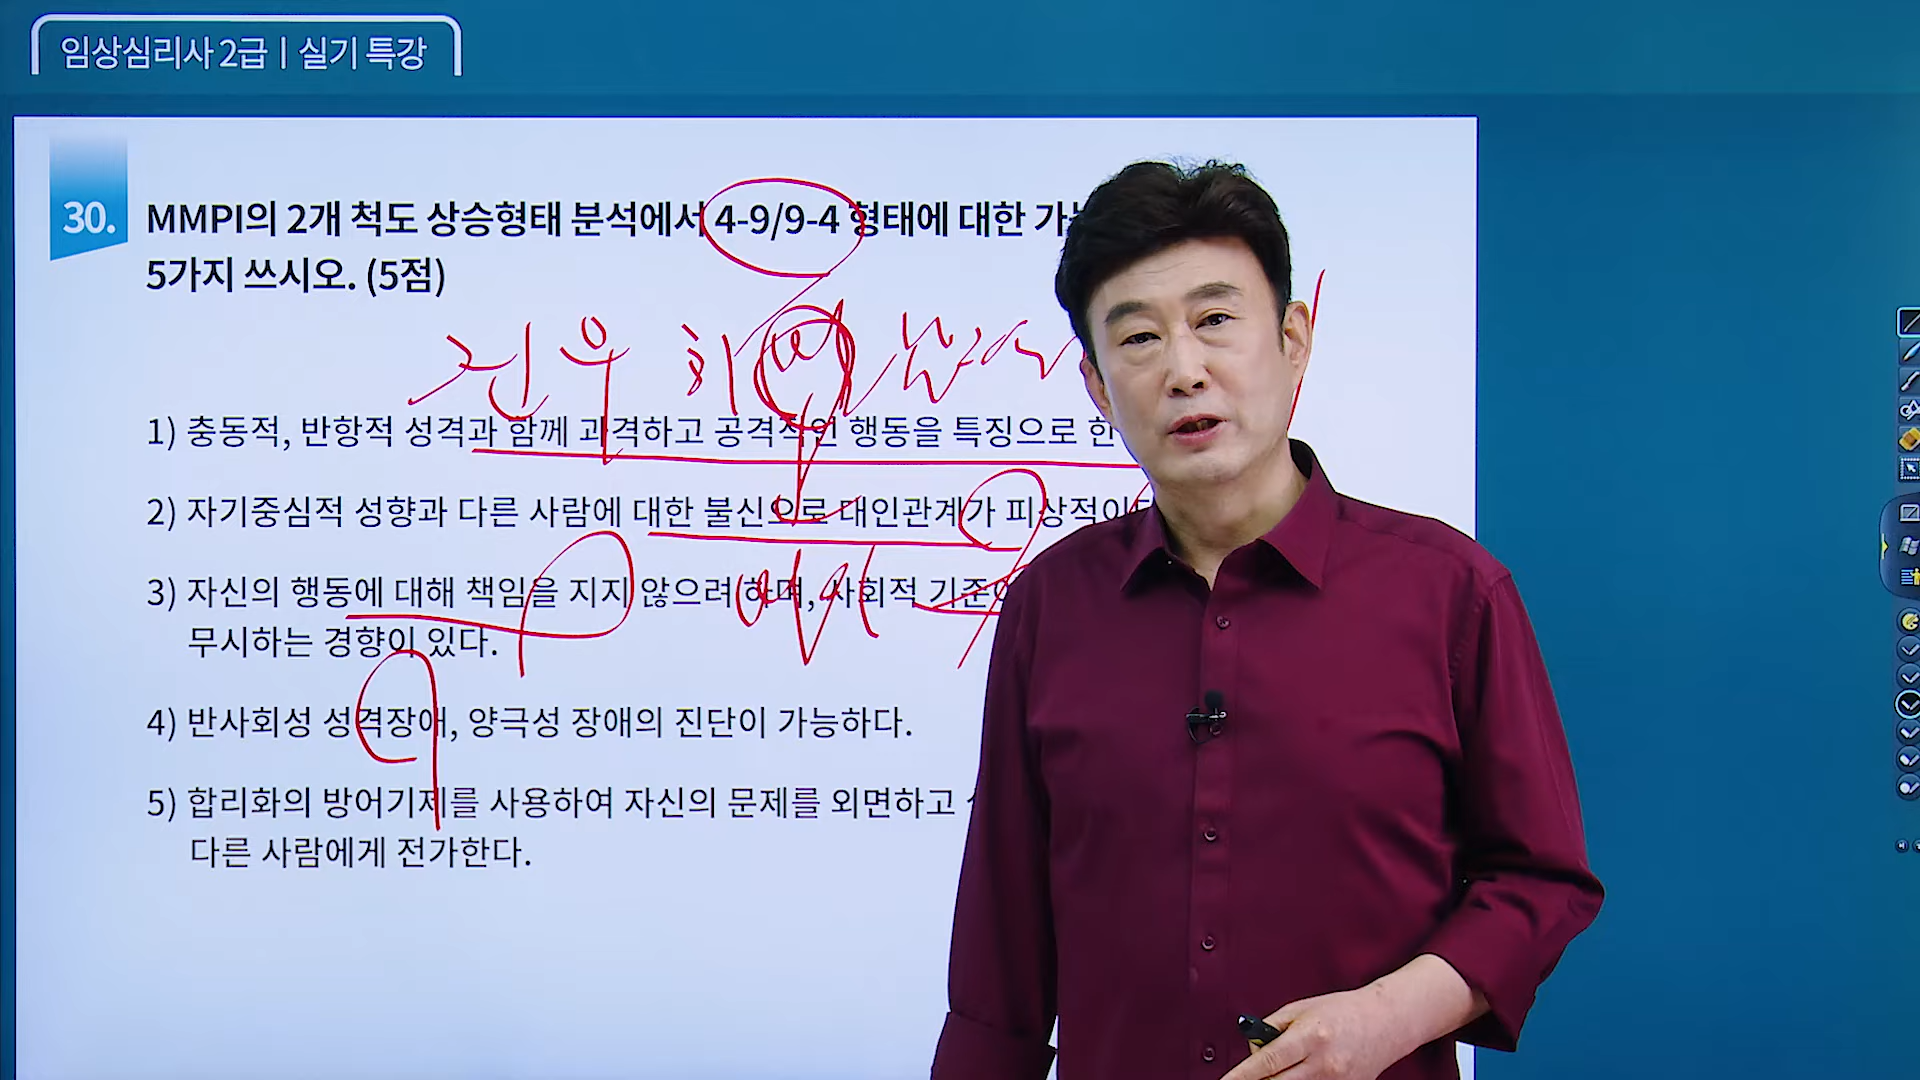 임상심리사 2급 | 실기 특강
30. MMPI의 2개 척도 상승형태 분석에서 4-9/9-4 형태에 대한
5가지 쓰시오. (5점)
1) 충동적, 반항적 성격과 함께 과격하고 공격적인 행동을 특징으로 한
2) 자기중심적 성향과 다른 사람에 대한 불신으로 대인관계가 피상적이다
3) 자신의 행동에 대해 책임을 지지 않으려 하며, 사회적 기준이
무시하는 경향이 있다.
4) 반사회성 성격장애, 양극성 장애의 진단이 가능하다.
5) 합리화의 방어기제를 사용하여 자신의 문제를 외면하고
다른 사람에게 전가한다.